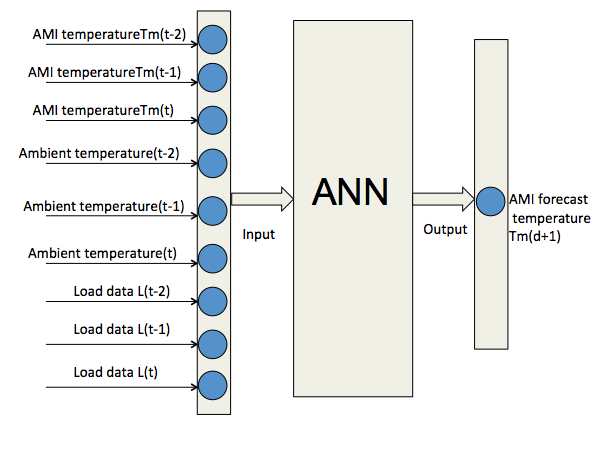 AMI temperatureTm(t-2)
AMI temperatureTm(t-1)
AMI temperatureTm(t)
Ambient temperature(t-2)
Ambient temperature(t-1)
Ambient temperature(t)
Load data L(t-2)
Load data L(t-1)
Load data L(t)
Input
ANN
Output
AMI forecast
temperature
Tm(d+1)